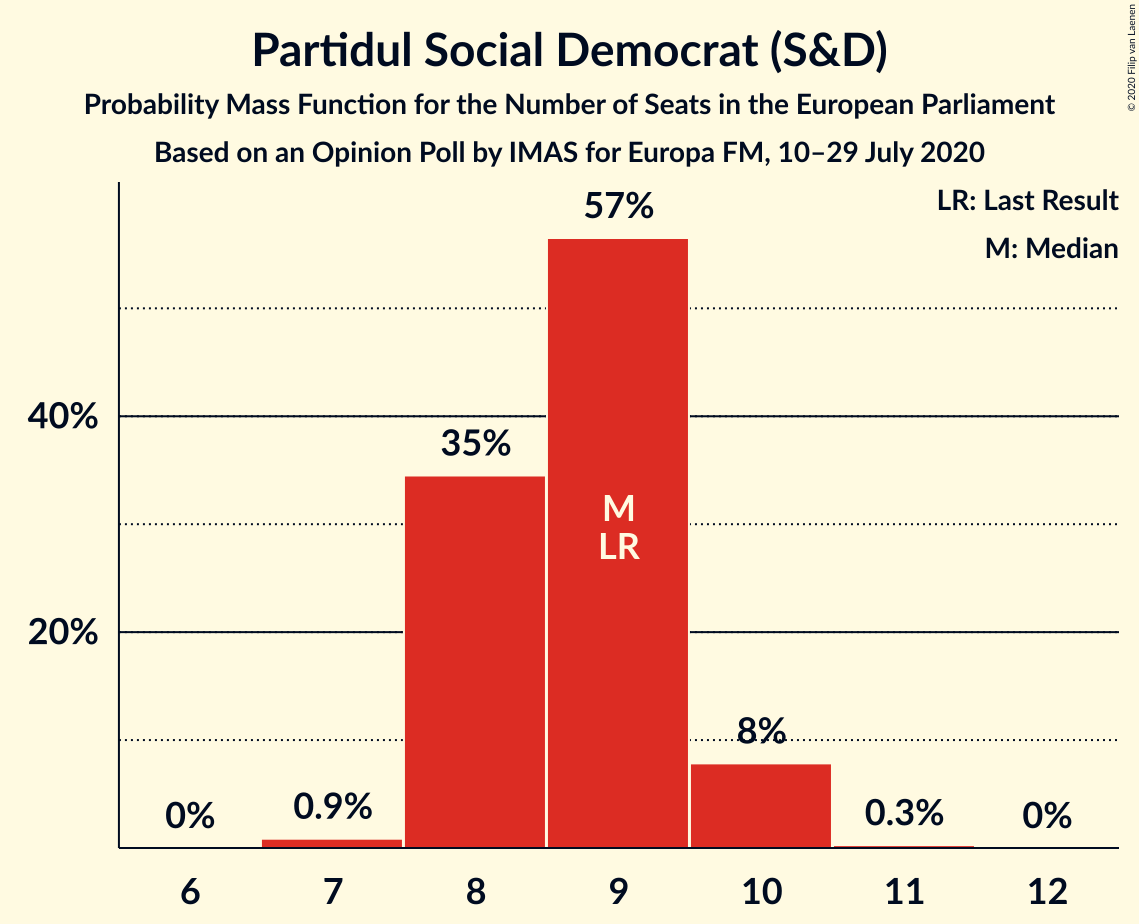 Partidul Social Democrat (S&D)
Probability Mass Function for the Number of Seats in the European Parliament
Based on an Opinion Poll by IMAS for Europa FM, 10–29 July 2020
© 2020 Filip van Laenen
LR: Last Result
M: Median
57%
40%
35%
M
LR
20%
8%
0%
0.9%
0.3%
0%
6
7
8
9
10
11
12